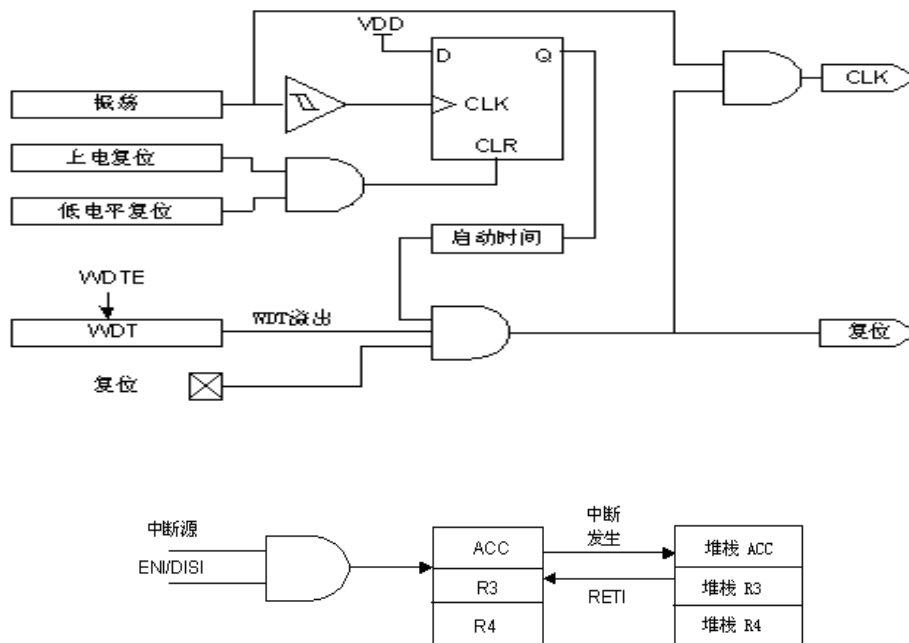 VDD
D
Q
CLK
振荡
CLK
CLR
上电复位
低电平复位
启动时间
WDTE
WDT
WDT溢出
复位
复位
中断源
ENI/DISI
ACC
R3
R4
中断
发生
RETI
堆栈 ACC
堆栈 R3
堆栈 R4